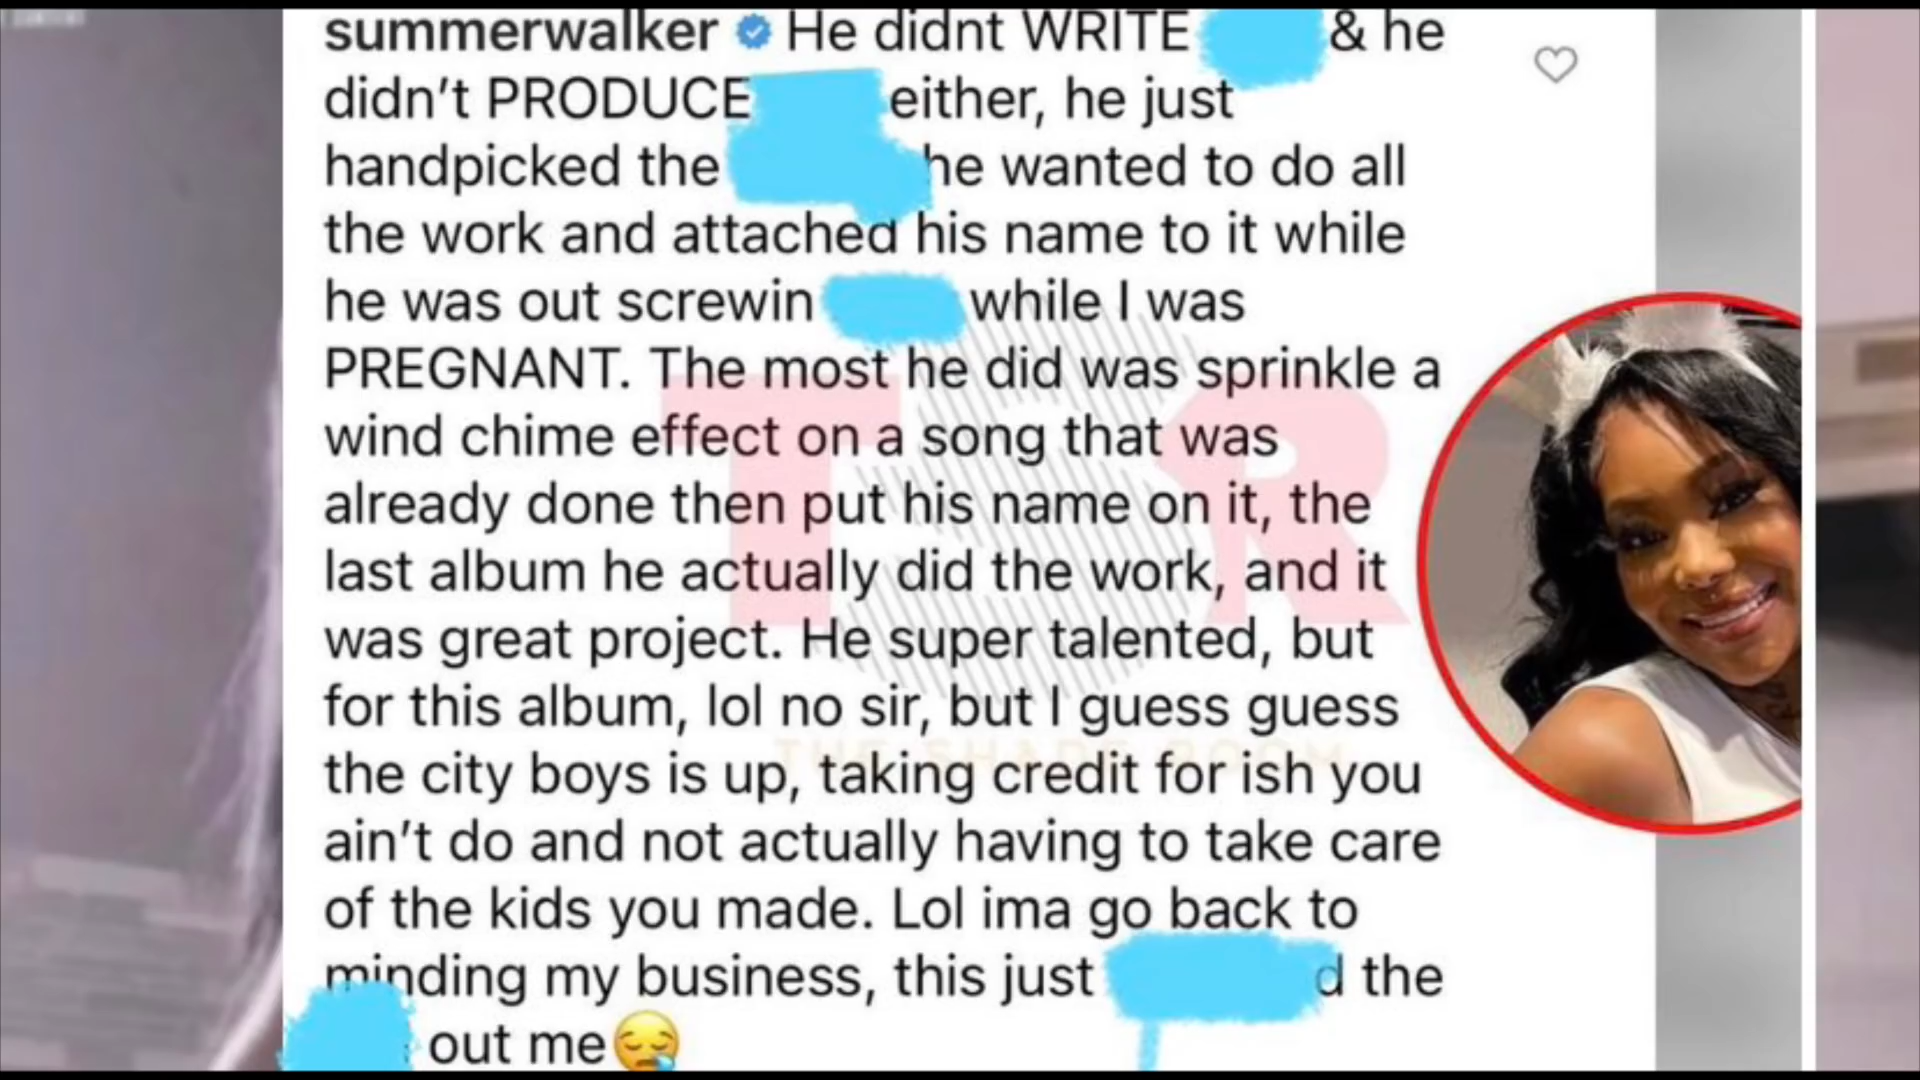 summerwalker He didnt WRITE & he
didn't PRODUCE either, he just
handpicked the he wanted to do all
the work and attached his name to it while
he was out screwin while I was
PREGNANT. The most he did was sprinkle a
wind chime effect on a song that was
already done then put his name on it, the
last album he actually did the work, and it
was great project. He super talented, but
for this album, lol no sir, but I guess guess
the city boys is up, taking credit for ish you
ain't do and not actually having to take care
of the kids you made. Lol ima go back to
minding my business, this just d the
out me😪
TSR
THE SHADE ROOM